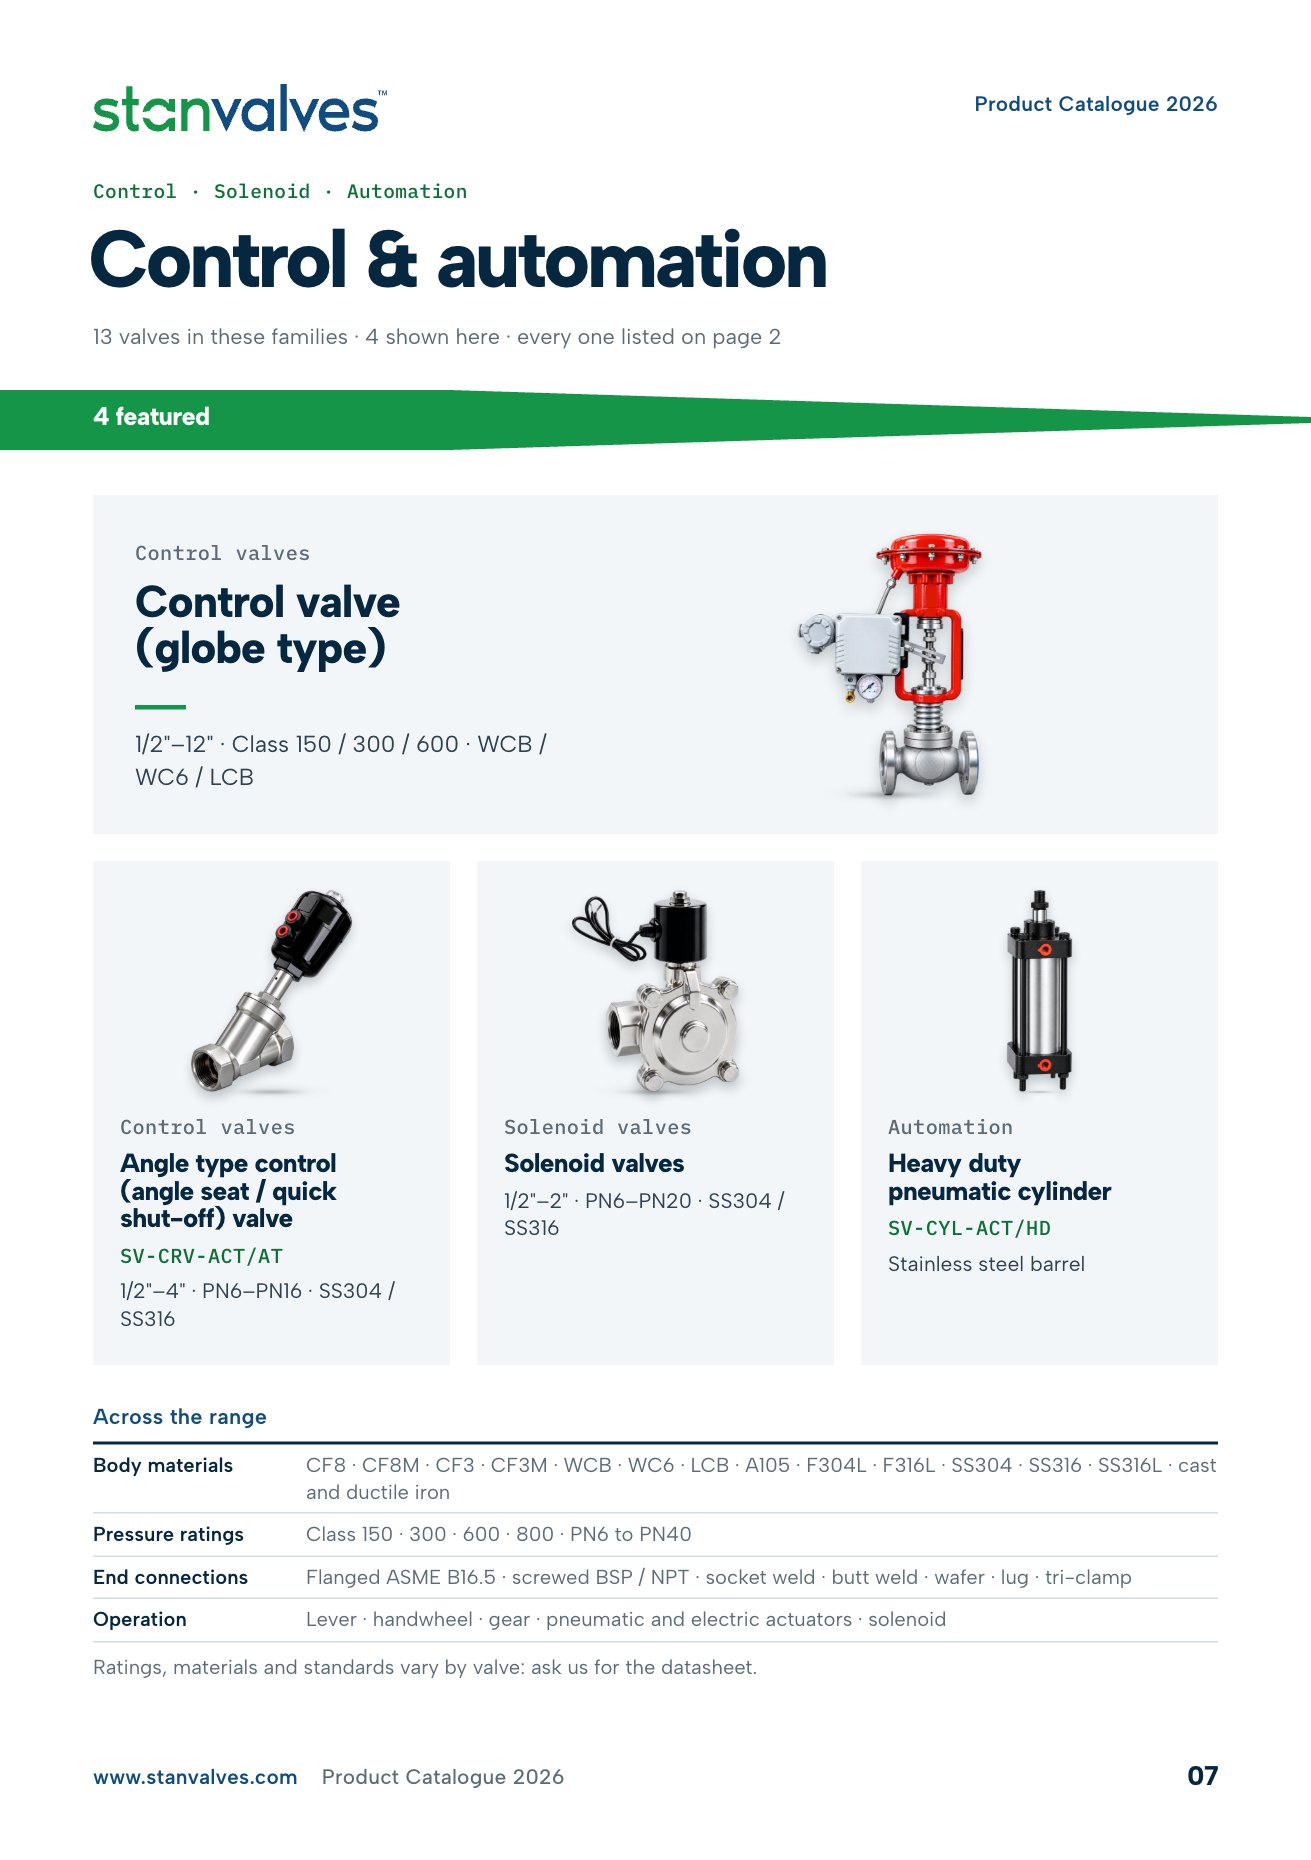 stanvalves™
Product Catalogue 2026
Control · Solenoid · Automation
Control & automation
13 valves in these families · 4 shown here · every one listed on page 2
4 featured
Control valves
Control valve
(globe type)
1/2"–12" · Class 150 / 300 / 600 · WCB /
WC6 / LCB
Control valves
Angle type control
(angle seat / quick
shut-off) valve
SV-CRV-ACT/AT
1/2"–4" · PN6–PN16 · SS304 /
SS316
Solenoid valves
Solenoid valves
1/2"–2" · PN6–PN20 · SS304 /
SS316
Automation
Heavy duty
pneumatic cylinder
SV-CYL-ACT/HD
Stainless steel barrel
Across the range
Body materials CF8 · CF8M · CF3 · CF3M · WCB · WC6 · LCB · A105 · F304L · F316L · SS304 · SS316 · SS316L · cast
and ductile iron
Pressure ratings Class 150 · 300 · 600 · 800 · PN6 to PN40
End connections Flanged ASME B16.5 · screwed BSP / NPT · socket weld · butt weld · wafer · lug · tri-clamp
Operation Lever · handwheel · gear · pneumatic and electric actuators · solenoid
Ratings, materials and standards vary by valve: ask us for the datasheet.
www.stanvalves.com Product Catalogue 2026
07